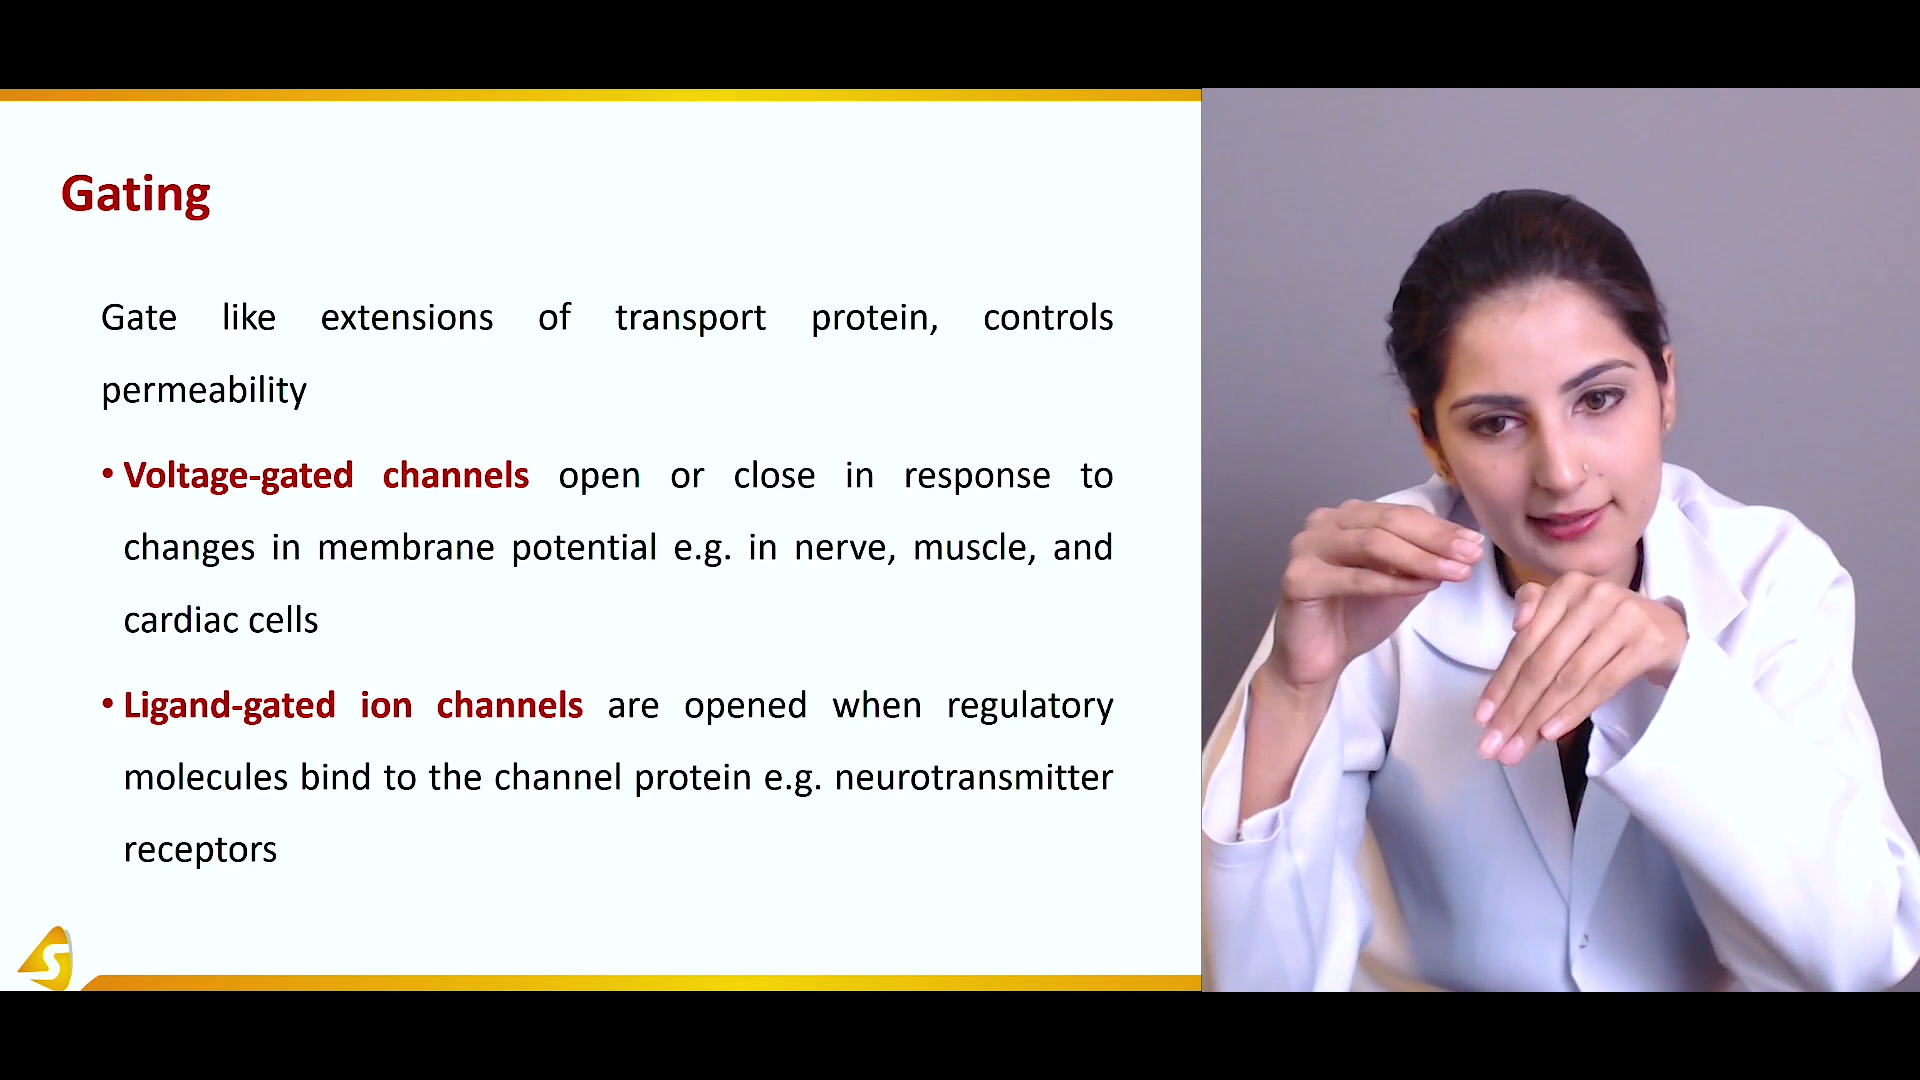 Gating
Gate like extensions of transport protein, controls
permeability
• Voltage-gated channels open or close in response to
changes in membrane potential e.g. in nerve, muscle, and
cardiac cells
• Ligand-gated ion channels are opened when regulatory
molecules bind to the channel protein e.g. neurotransmitter
receptors
S